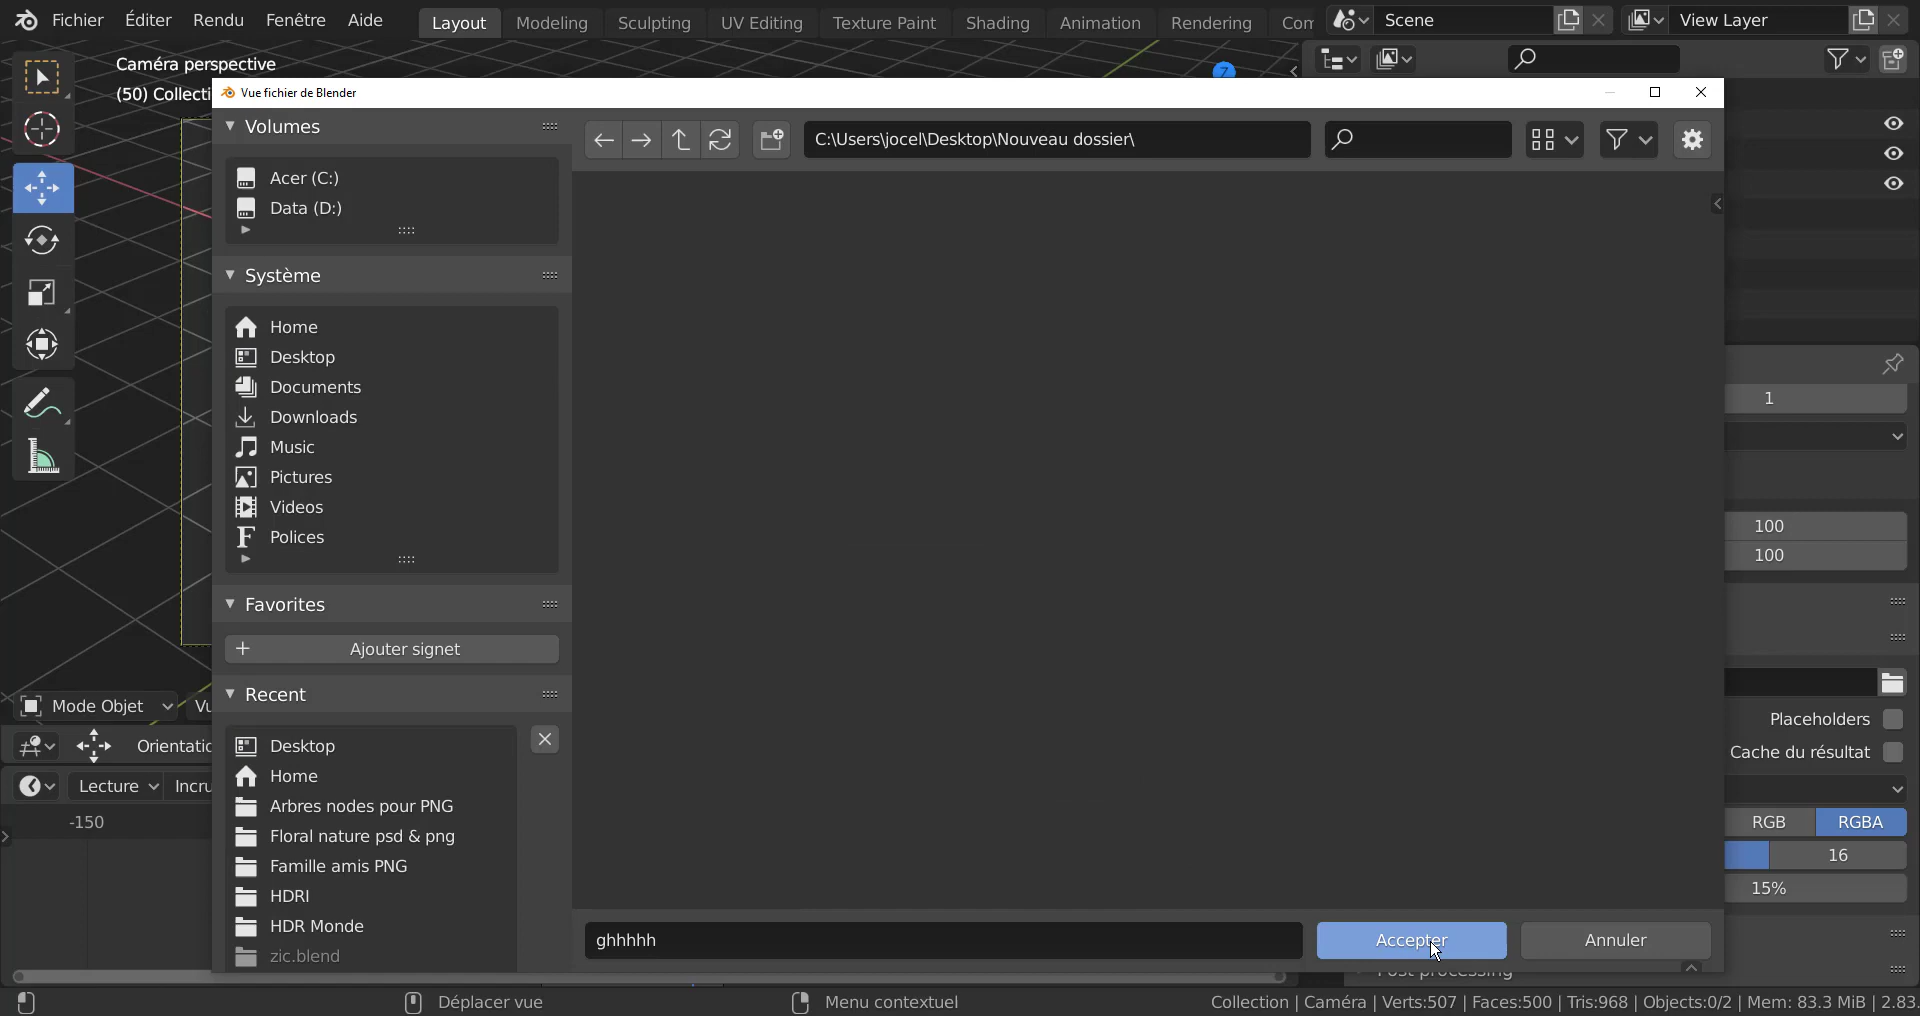 Fichier Éditer Rendu Fenêtre Aide Layout Modeling Sculpting UV Editing Texture Paint Shading Animation Rendering Com Scene View Layer
Caméra perspective
(50) Collecti
Z
Vue fichier de Blender
Volumes
C:\Users\jocel\Desktop\Nouveau dossier\
Acer (C:)
Data (D:)
Système
Home
Desktop
Documents
Downloads
Music
Pictures
Videos
Polices
Favorites
Ajouter signet
Recent
Desktop
Home
Arbres nodes pour PNG
Floral nature psd & png
Famille amis PNG
HDRI
HDR Monde
zic.blend
ghhhhh
Accepter
Annuler
1
100
100
Placeholders
Cache du résultat
RGB RGBA
16
15%
Post processing
Mode Objet Vu
Orientatio
Lecture Incru
-150
Déplacer vue Menu contextuel Collection | Caméra | Verts:507 | Faces:500 | Tris:968 | Objects:0/2 | Mem: 83.3 MiB | 2.83.